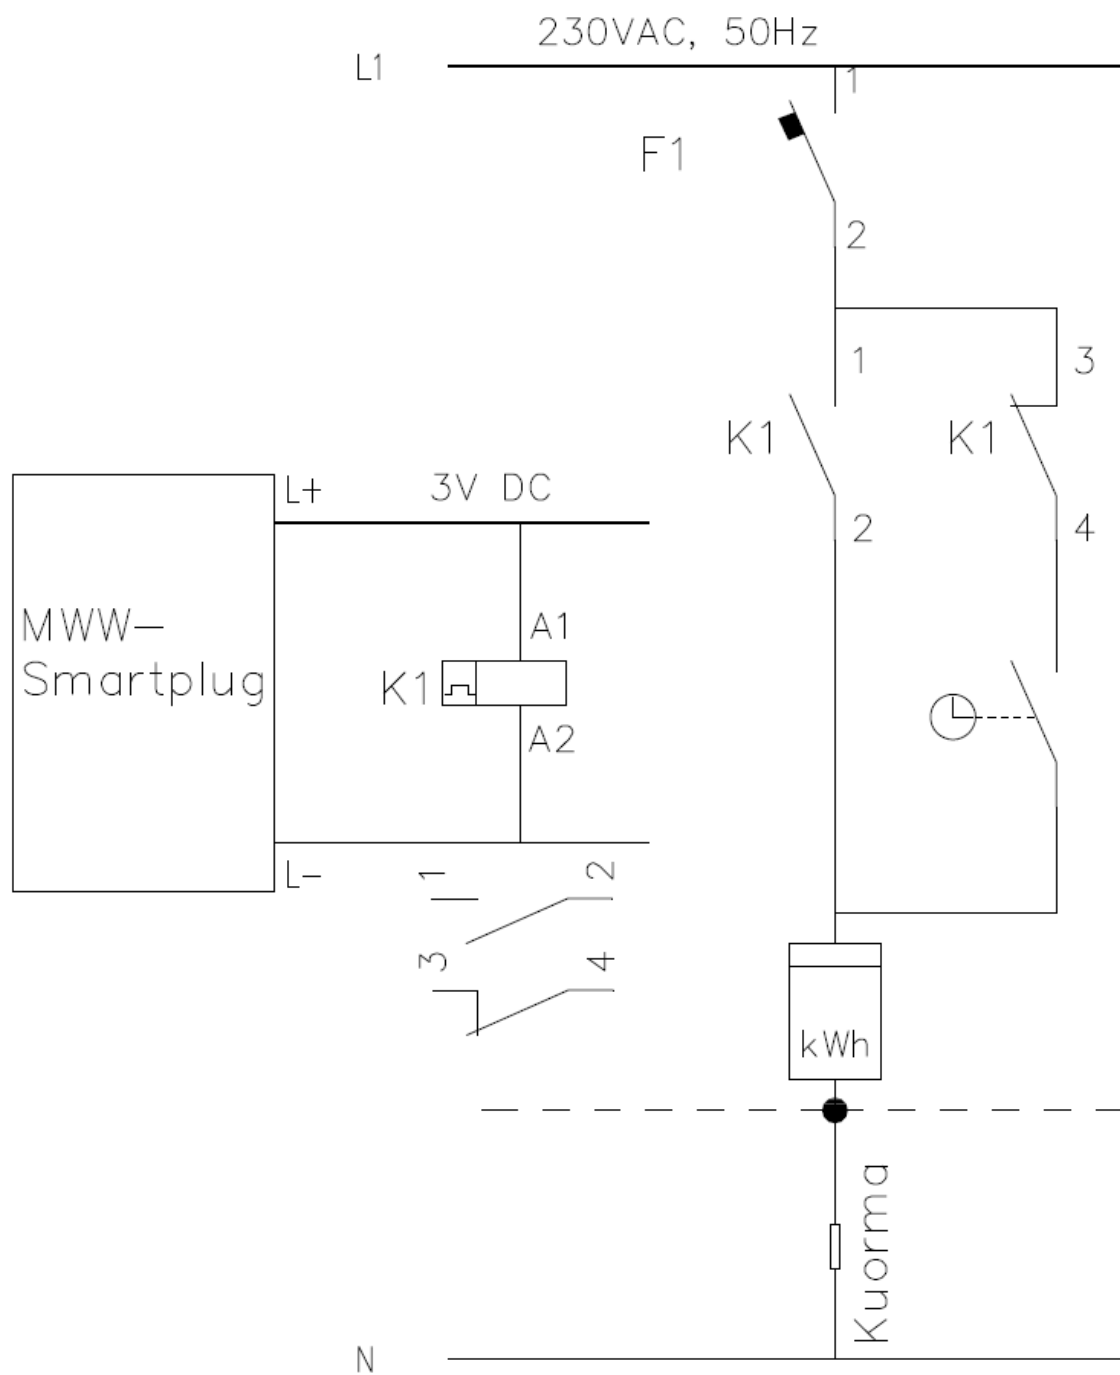 230VAC, 50Hz
L1
1
F1
2
1
3
K1
K1
L+
3V DC
2
4
MWW-
Smartplug
A1
K1
A2
L-
1
2
3
4
kWh
Kuorma
N